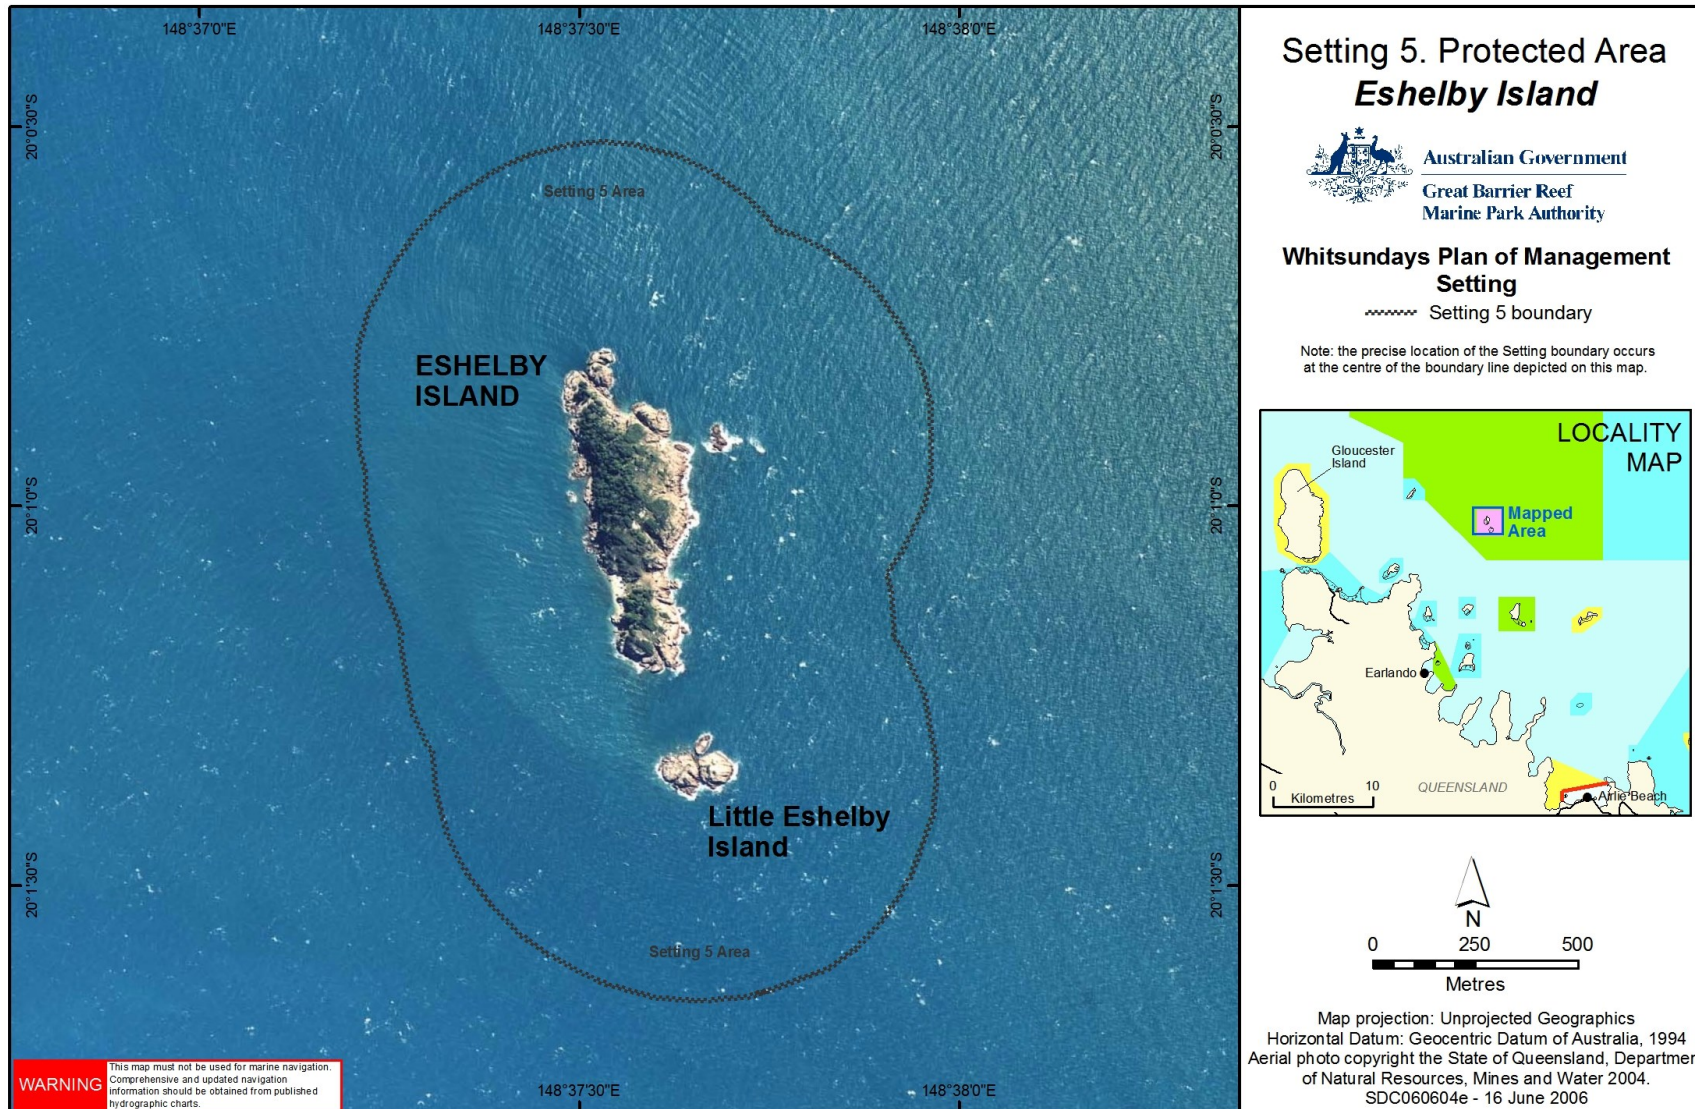 148°37'0"E
148°37'30"E
148°38'0"E
20°0'30"S
20°0'30"S
Setting 5 Area
ESHELBY
ISLAND
20°1'0"S
20°1'0"S
Little Eshelby
Island
20°1'30"S
20°1'30"S
Setting 5 Area
WARNING
This map must not be used for marine navigation.
Comprehensive and updated navigation
information should be obtained from published
hydrographic charts.
148°37'30"E
148°38'0"E
Setting 5. Protected Area
Eshelby Island
Australian Government
Great Barrier Reef
Marine Park Authority
Whitsundays Plan of Management
Setting
Setting 5 boundary
Note: the precise location of the Setting boundary occurs
at the centre of the boundary line depicted on this map.
LOCALITY
MAP
Gloucester
Island
Mapped
Area
Earlando
QUEENSLAND
Airlie Beach
0 10
Kilometres
N
0 250 500
Metres
Map projection: Unprojected Geographics
Horizontal Datum: Geocentric Datum of Australia, 1994
Aerial photo copyright the State of Queensland, Departmen
of Natural Resources, Mines and Water 2004.
SDC060604e - 16 June 2006